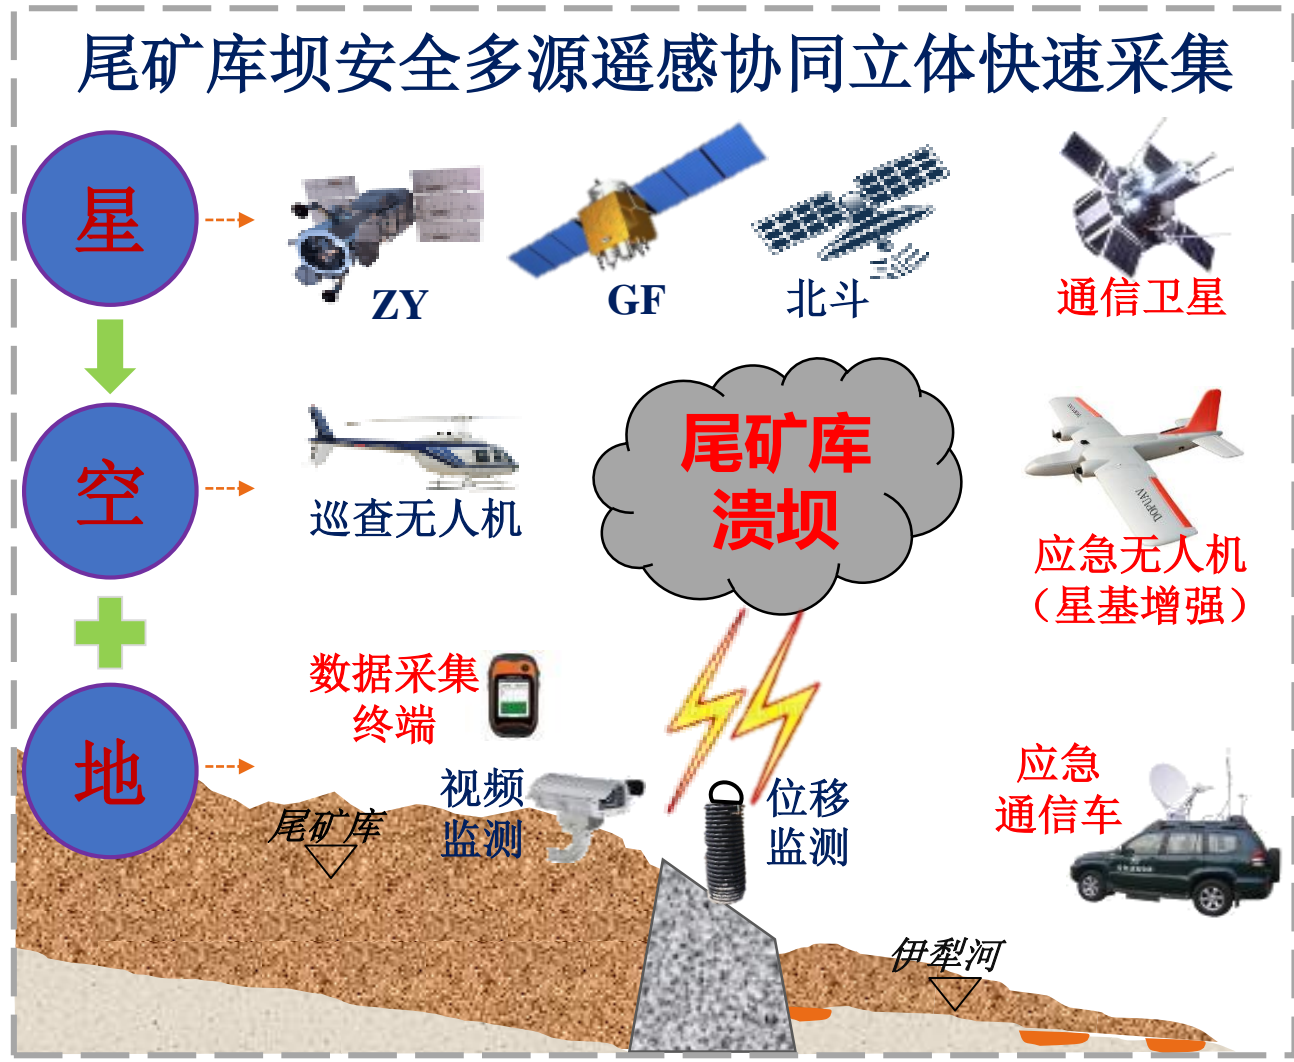 尾矿库坝安全多源遥感协同立体快速采集
星
ZY
GF
北斗
通信卫星
空
巡查无人机
尾矿库
溃坝
DOPUAV
DOPUAV
应急无人机
（星基增强）
地
数据采集
终端
视频
监测
位移
监测
应急
通信车
尾矿库
伊犁河